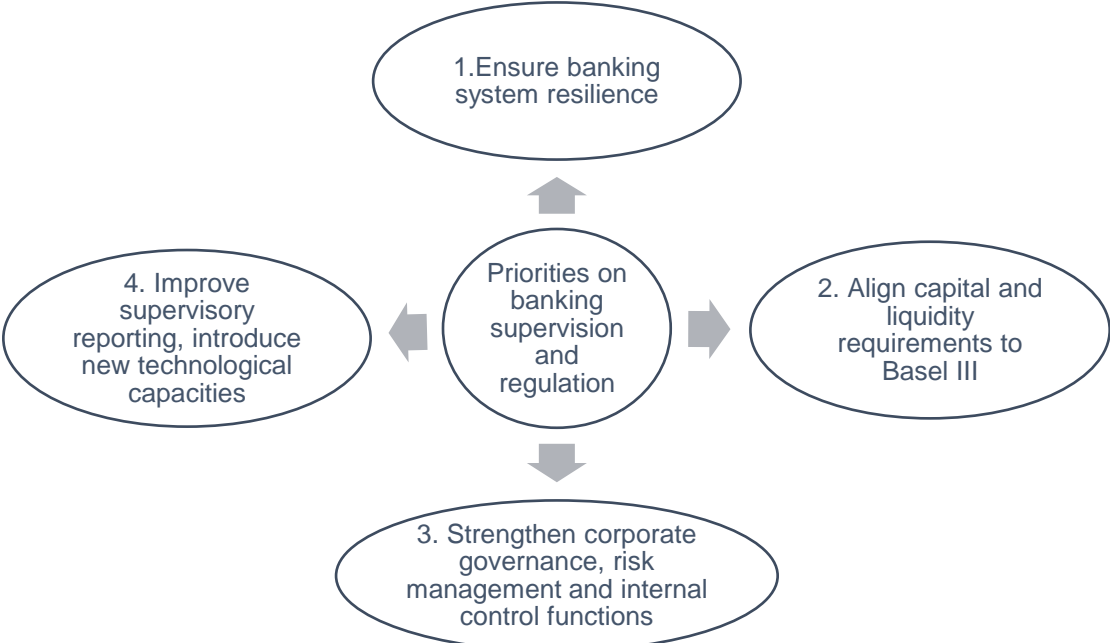 1.Ensure banking
system resilience
Priorities on
banking
supervision
and
regulation
2. Align capital and
liquidity
requirements to
Basel III
3. Strengthen corporate
governance, risk
management and internal
control functions
4. Improve
supervisory
reporting, introduce
new technological
capacities